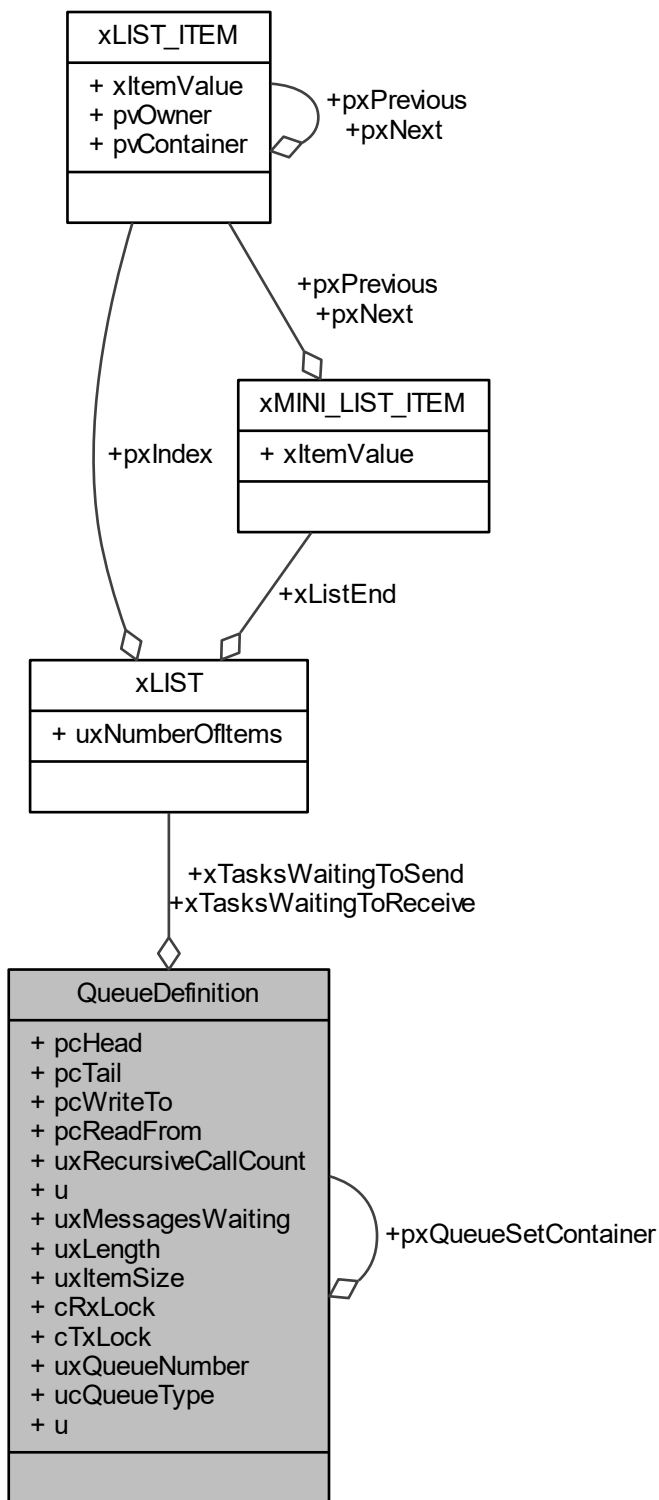 xLIST_ITEM
+ xItemValue
+ pvOwner
+ pvContainer
+pxPrevious
+pxNext
+pxPrevious
+pxNext
xMINI_LIST_ITEM
+ xItemValue
+pxIndex
+xListEnd
xLIST
+ uxNumberOfItems
+xTasksWaitingToSend
+xTasksWaitingToReceive
QueueDefinition
+ pcHead
+ pcTail
+ pcWriteTo
+ pcReadFrom
+ uxRecursiveCallCount
+ u
+ uxMessagesWaiting
+ uxLength
+ uxItemSize
+ cRxLock
+ cTxLock
+ uxQueueNumber
+ ucQueueType
+ u
+pxQueueSetContainer